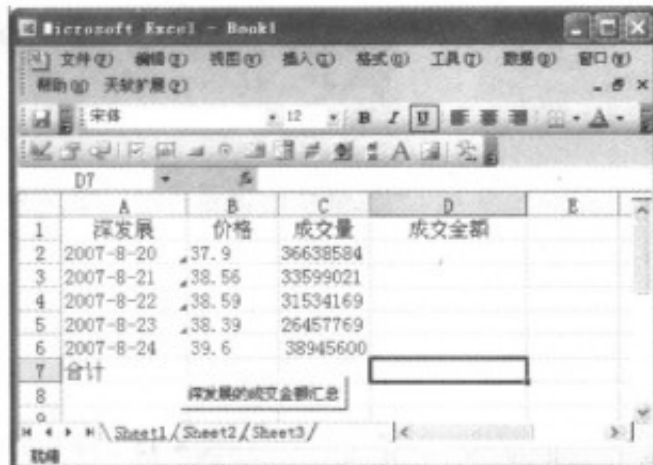 Microsoft Excel - Book1
文件(F) 编辑(E) 视图(V) 插入(I) 格式(O) 工具(T) 数据(D) 窗口(W)
帮助(H) 天软扩展(Z)
宋体 12 B I U A
A
D7 fx
A B C D E
1 深发展 价格 成交量 成交金额
2 2007-8-20 37.9 36638584
3 2007-8-21 38.56 33599021
4 2007-8-22 38.59 31534169
5 2007-8-23 38.39 26457769
6 2007-8-24 39.6 38945600
7 合计
8 深发展的成交金额汇总
9
Sheet1/Sheet2/Sheet3/
就绪